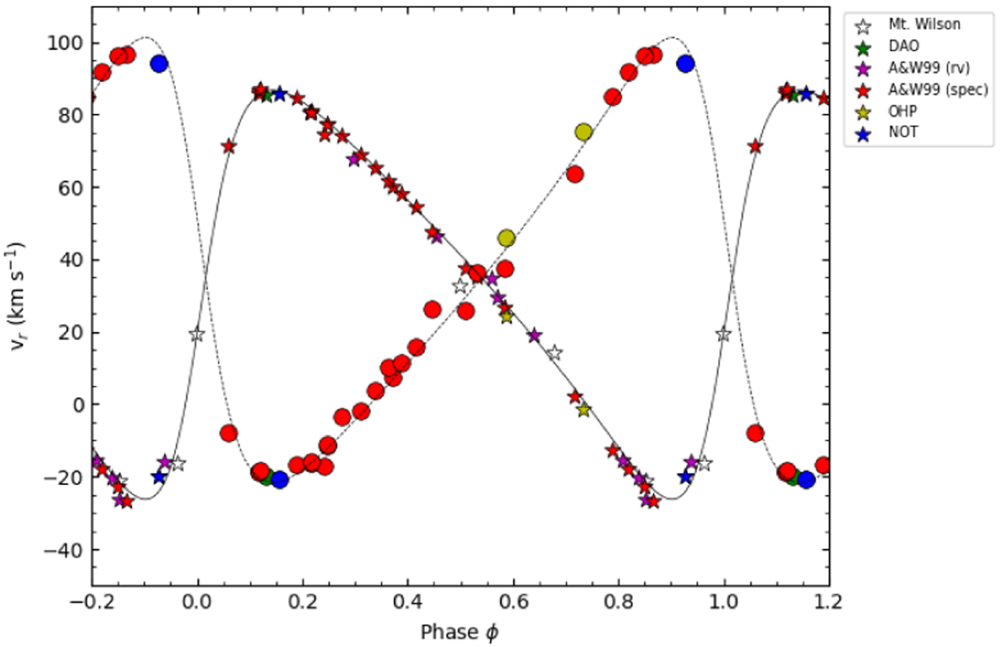 100
80
60
40
20
0
−20
−40
v_r (km s⁻¹)
−0.2 0.0 0.2 0.4 0.6 0.8 1.0 1.2
Phase ϕ
Mt. Wilson
DAO
A&W99 (rv)
A&W99 (spec)
OHP
NOT